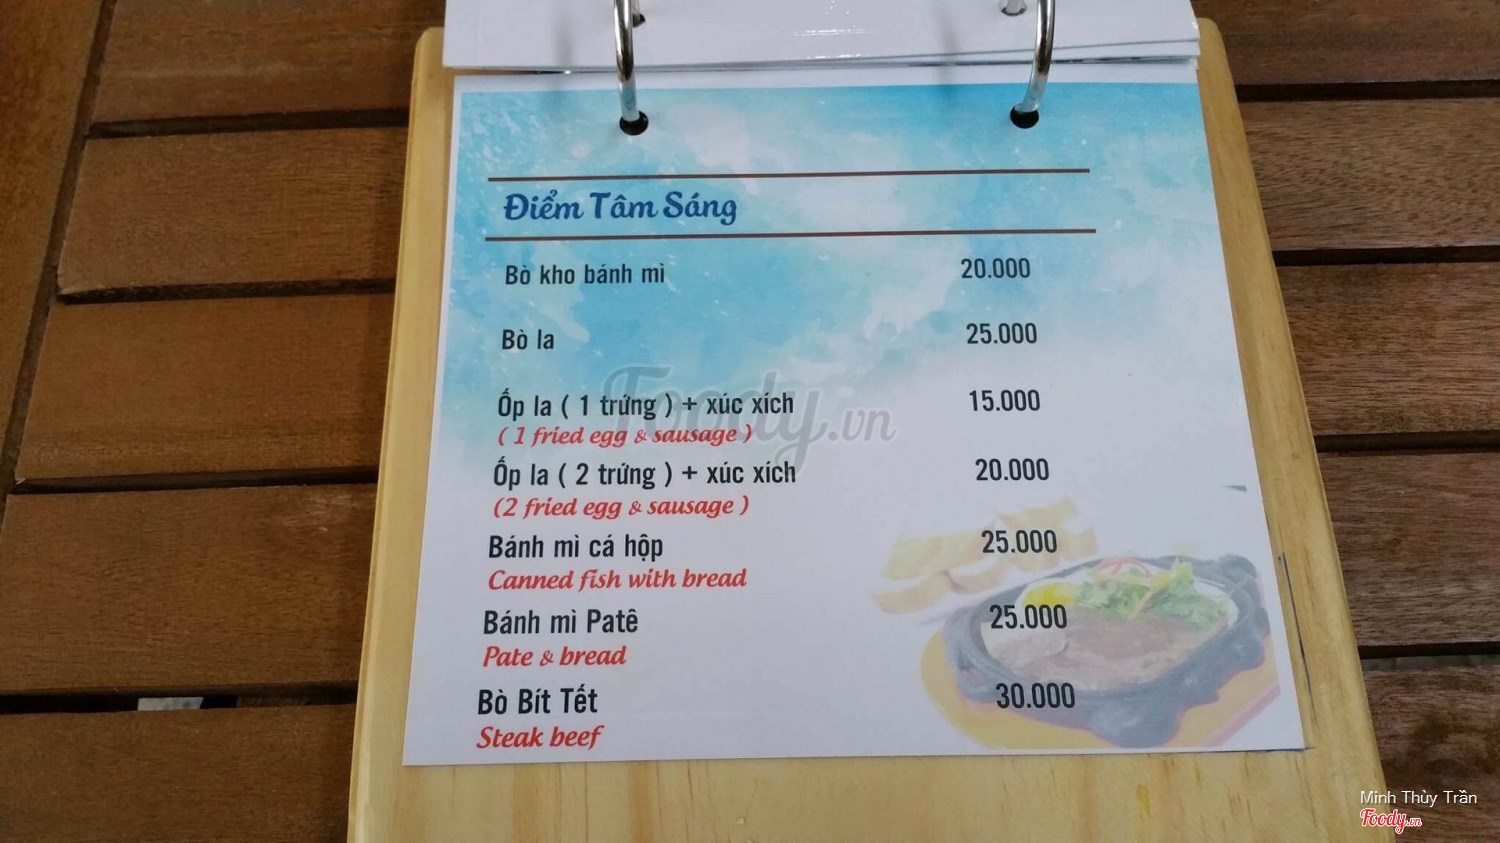 Điểm Tâm Sáng
Bò kho bánh mì 20.000
Bò la 25.000
Ốp la ( 1 trứng ) + xúc xích 15.000
( 1 fried egg & sausage )
Ốp la ( 2 trứng ) + xúc xích 20.000
(2 fried egg & sausage )
Bánh mì cá hộp 25.000
Canned fish with bread
Bánh mì Patê 25.000
Pate & bread
Bò Bít Tết 30.000
Steak beef
Foody.vn
Minh Thùy Trần
Foody.vn